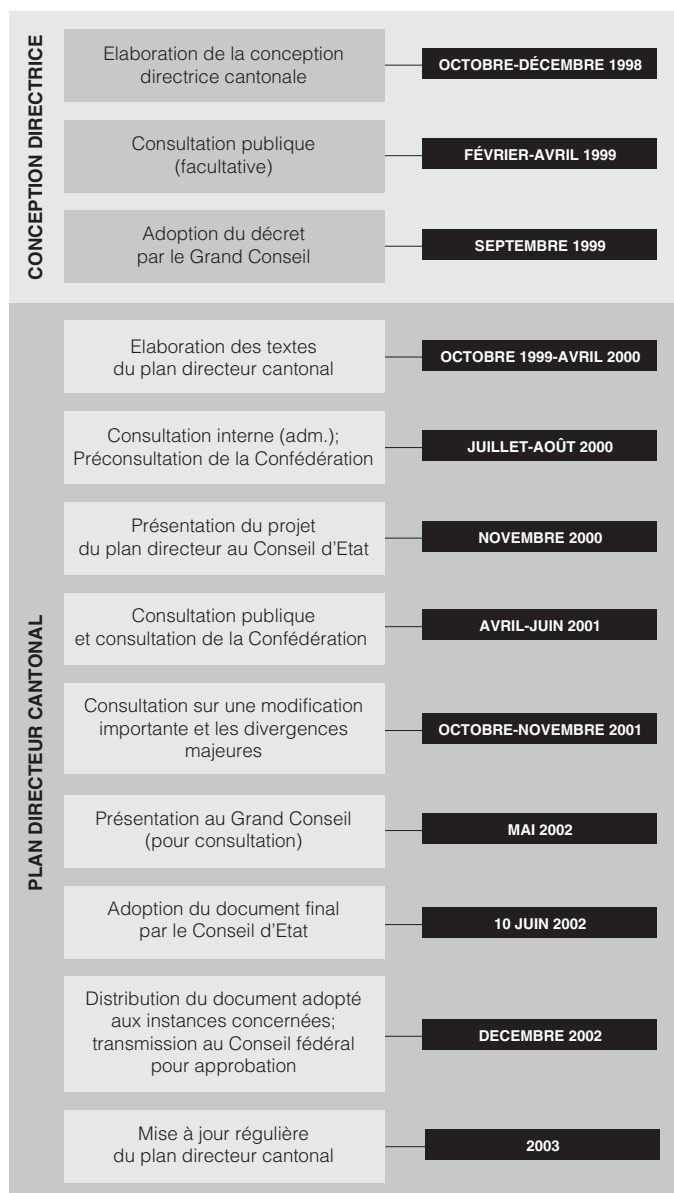 CONCEPTION DIRECTRICE
Elaboration de la conception
directrice cantonale
OCTOBRE-DÉCEMBRE 1998
Consultation publique
(facultative)
FÉVRIER-AVRIL 1999
Adoption du décret
par le Grand Conseil
SEPTEMBRE 1999
PLAN DIRECTEUR CANTONAL
Elaboration des textes
du plan directeur cantonal
OCTOBRE 1999-AVRIL 2000
Consultation interne (adm.);
Préconsultation de la Confédération
JUILLET-AOÛT 2000
Présentation du projet
du plan directeur au Conseil d'Etat
NOVEMBRE 2000
Consultation publique
et consultation de la Confédération
AVRIL-JUIN 2001
Consultation sur une modification
importante et les divergences
majeures
OCTOBRE-NOVEMBRE 2001
Présentation au Grand Conseil
(pour consultation)
MAI 2002
Adoption du document final
par le Conseil d'Etat
10 JUIN 2002
Distribution du document adopté
aux instances concernées;
transmission au Conseil fédéral
pour approbation
DECEMBRE 2002
Mise à jour régulière
du plan directeur cantonal
2003